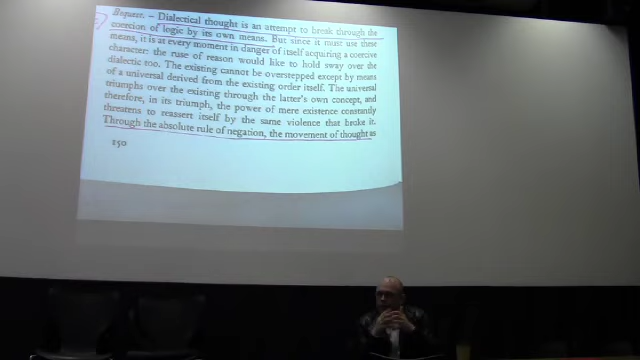 Bequest. – Dialectical thought is an attempt to break through the
coercion of logic by its own means. But since it must use these
means, it is at every moment in danger of itself acquiring a coercive
character: the ruse of reason would like to hold sway over the
dialectic too. The existing cannot be overstepped except by means
of a universal derived from the existing order itself. The universal
triumphs over the existing through the latter's own concept, and
therefore, in its triumph, the power of mere existence constantly
threatens to reassert itself by the same violence that broke it.
Through the absolute rule of negation, the movement of thought as
150